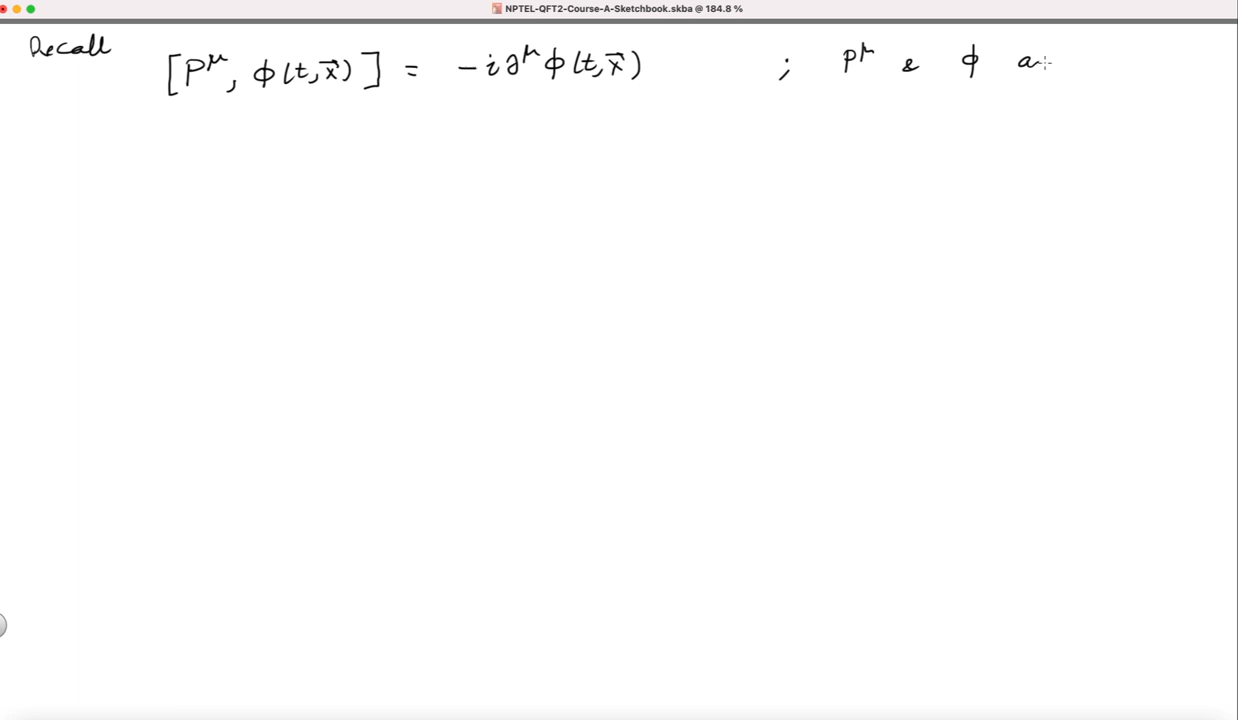 NPTEL-QFT2-Course-A-Sketchbook.skba @ 184.8 %
Recall [P^μ, ϕ(t,x⃗)] = -i∂^μ ϕ(t,x⃗) ; P^μ & ϕ a